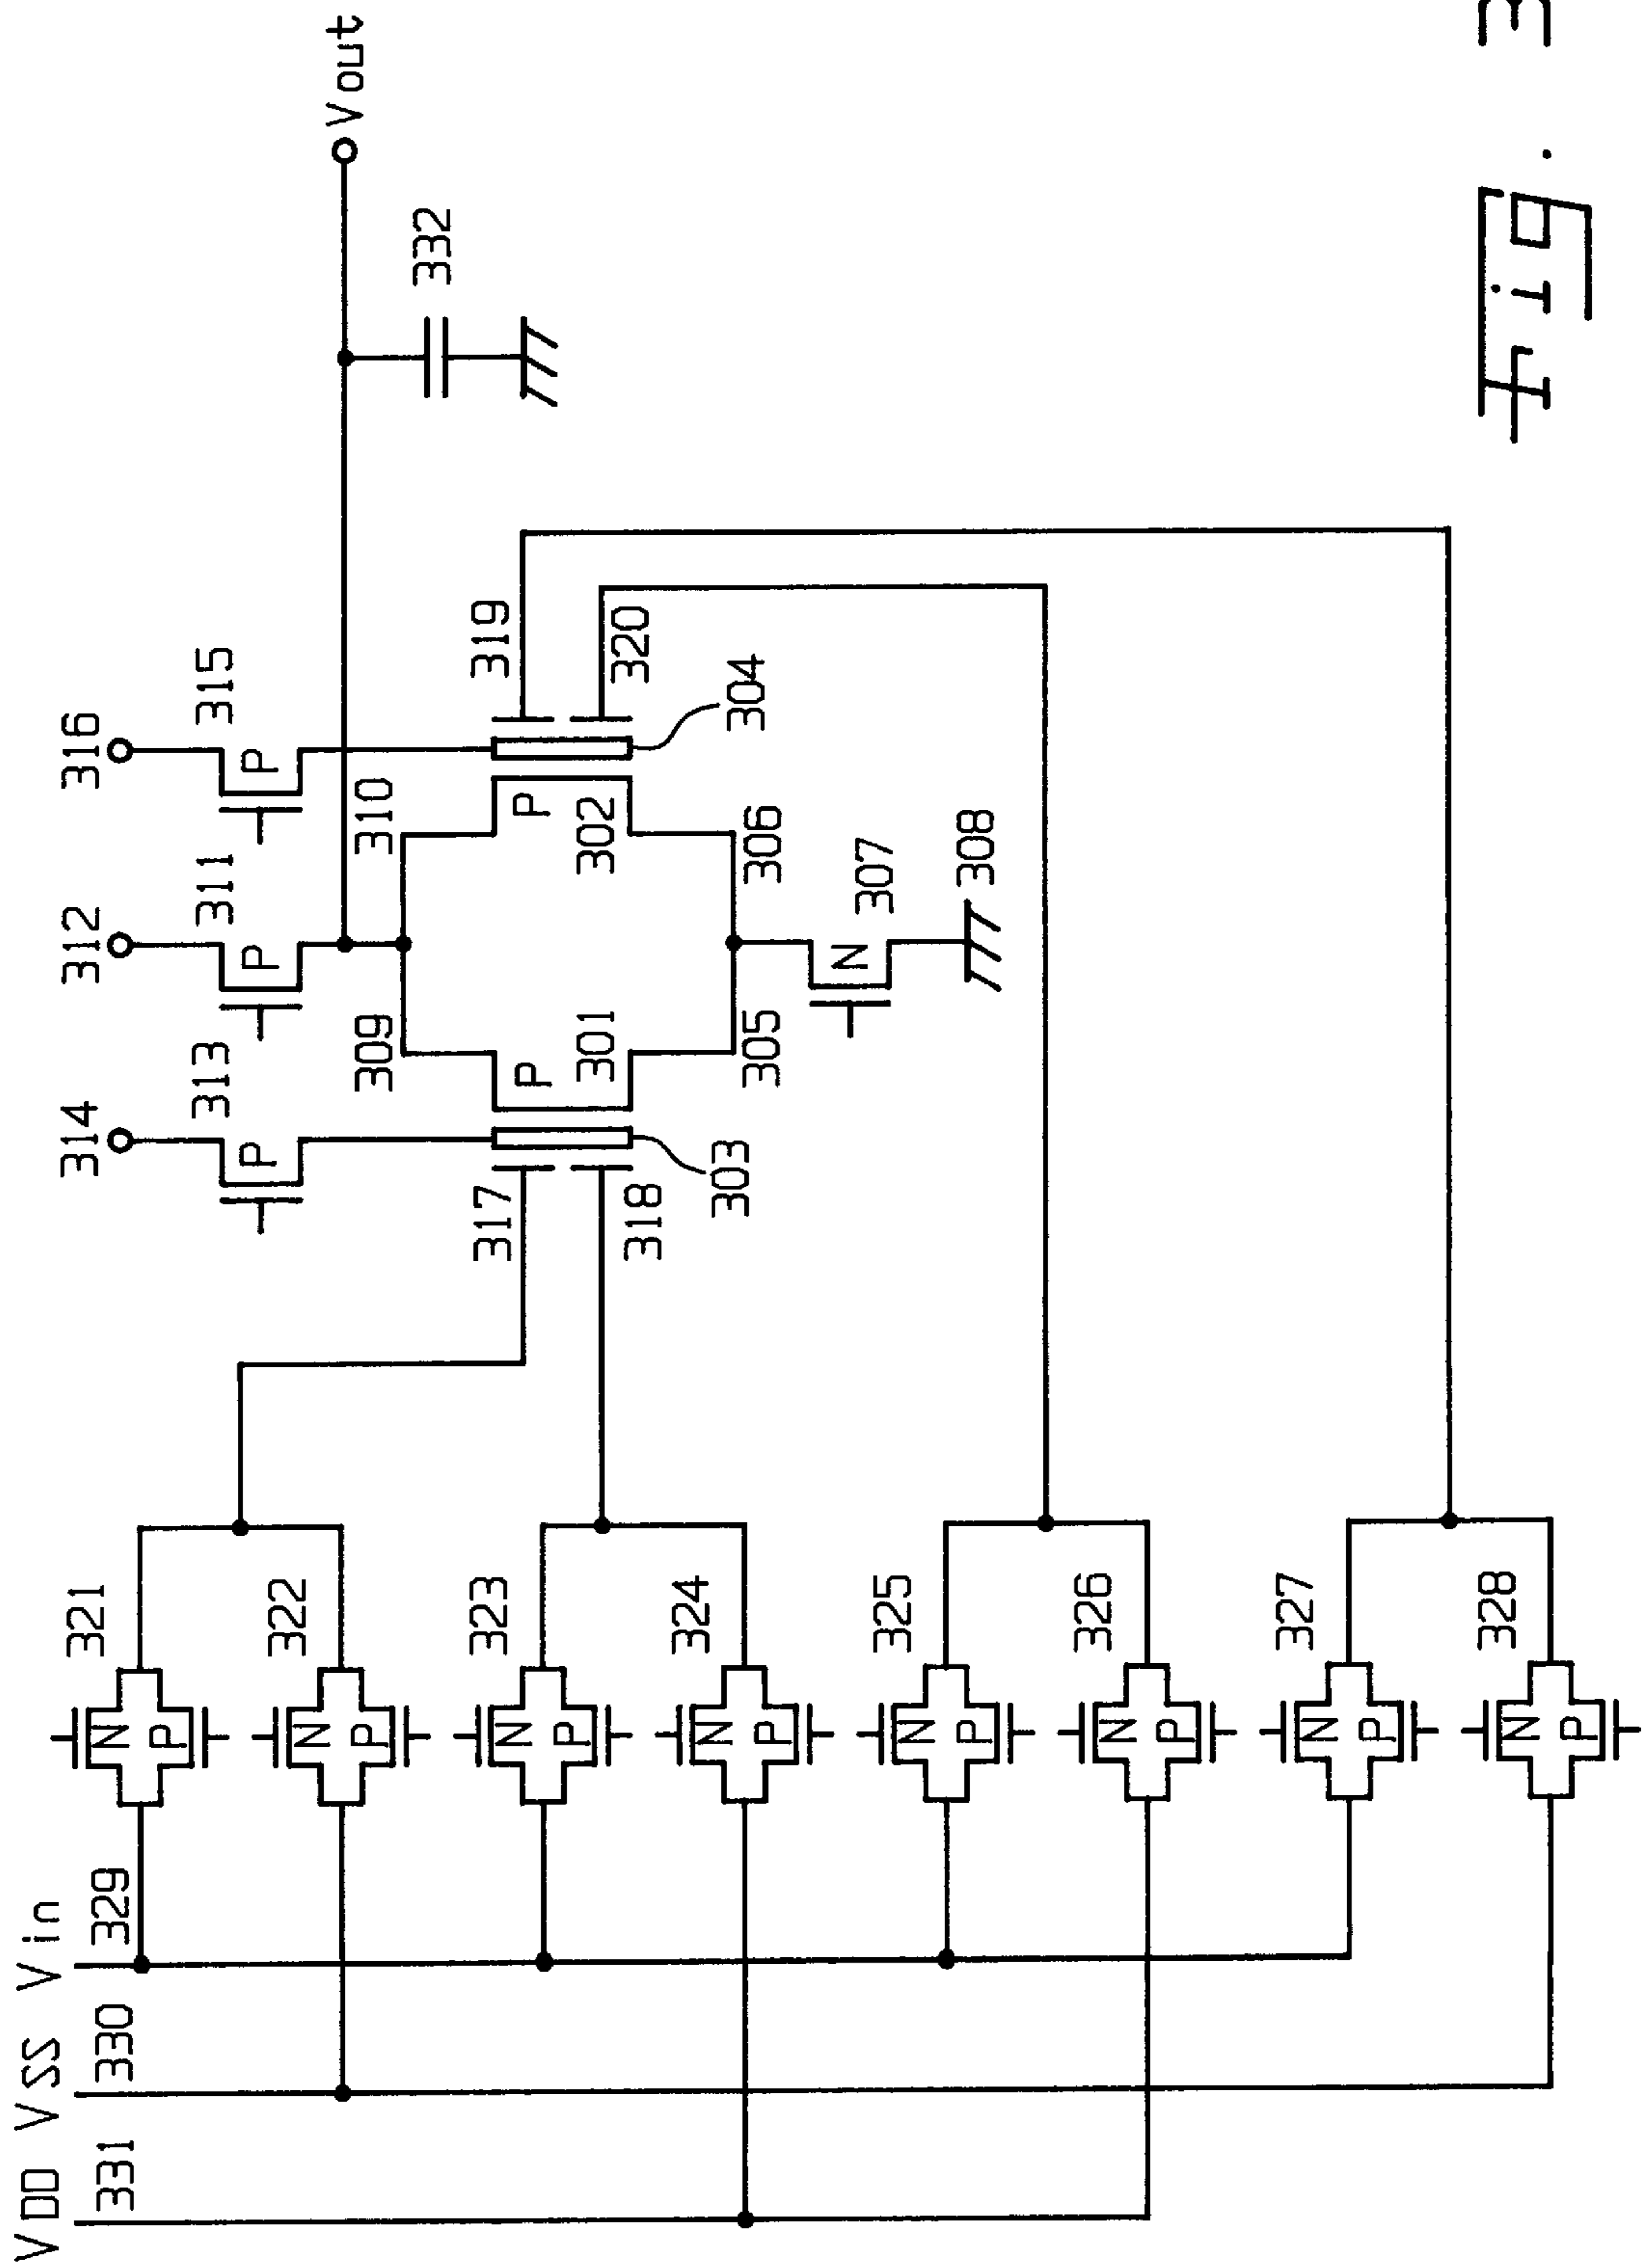 VDD VSS Vin
331 330 329
321
314 312 316
N
P
313 311 315
P P P
322
N
P
Vout
309 310
332
323
317 319
N
P
P P
301 302
318 320
324
N
P
303 304
305 306
N
307
325
N
P
308
326
N
P
327
N
P
328
N
P
Fig. 3